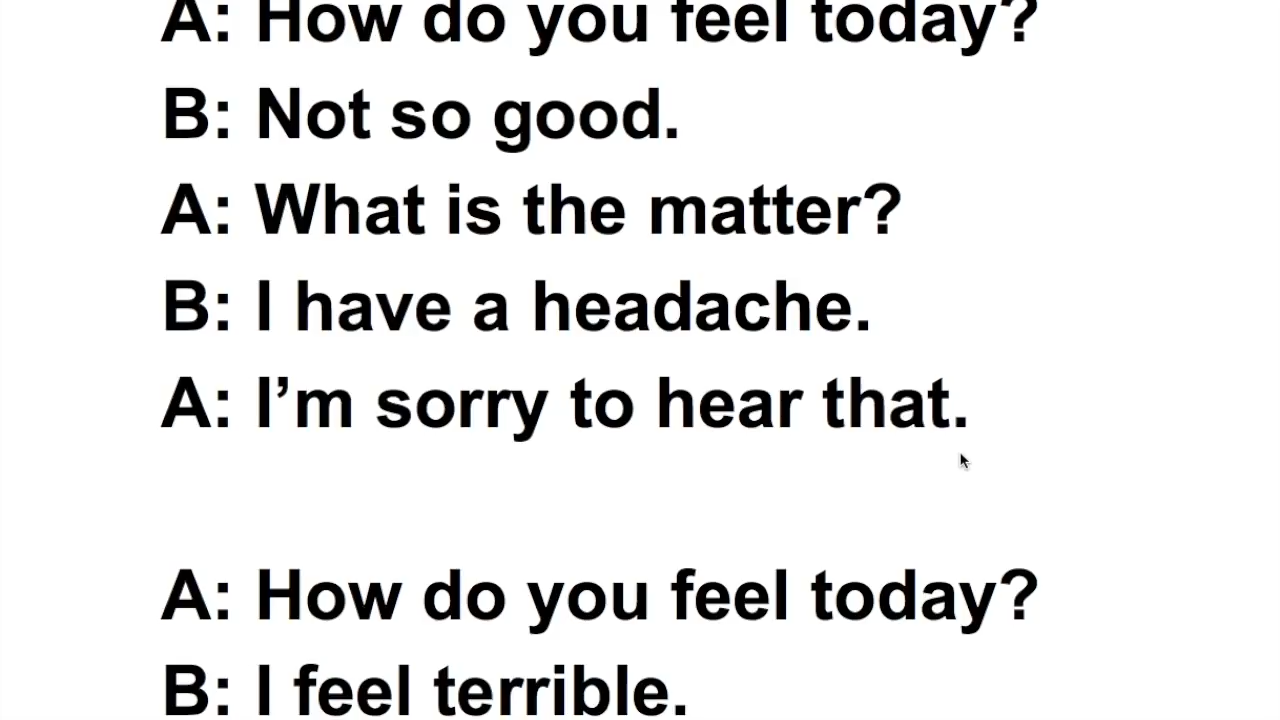 A: How do you feel today?
B: Not so good.
A: What is the matter?
B: I have a headache.
A: I’m sorry to hear that.
A: How do you feel today?
B: I feel terrible.